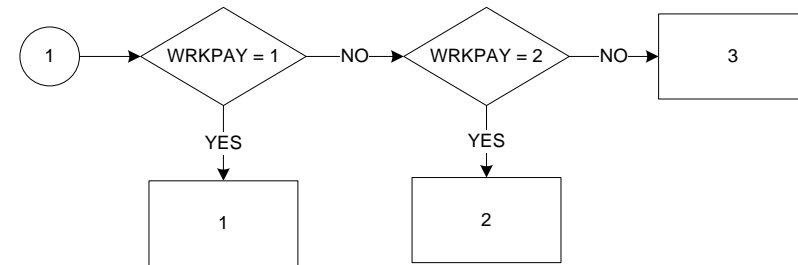 1
WRKPAY = 1
NO
WRKPAY = 2
NO
3
YES
YES
1
2